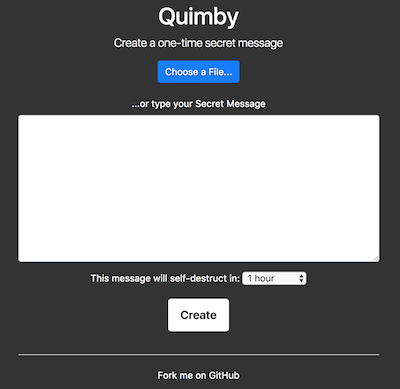 Quimby
Create a one-time secret message
Choose a File...
...or type your Secret Message
This message will self-destruct in: 1 hour
Create
Fork me on GitHub